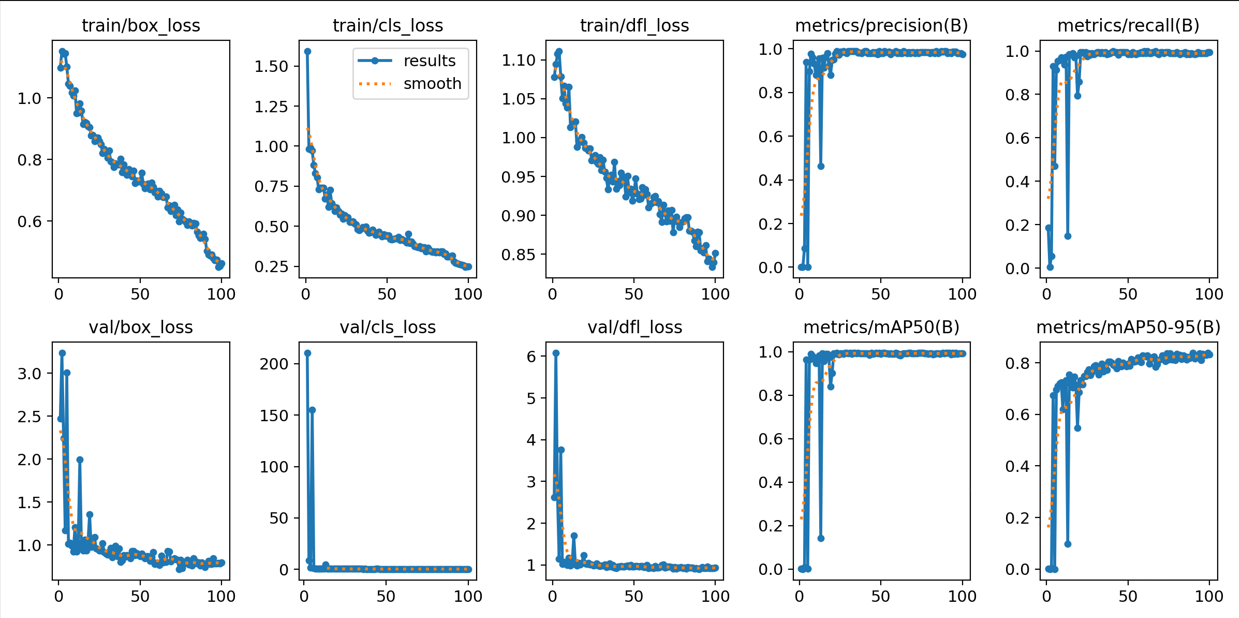 train/box_loss
train/cls_loss
train/dfl_loss
metrics/precision(B)
metrics/recall(B)
1.0
0.8
0.6
0 50 100
1.50
1.25
1.00
0.75
0.50
0.25
results
smooth
0 50 100
1.10
1.05
1.00
0.95
0.90
0.85
0 50 100
1.0
0.8
0.6
0.4
0.2
0.0
0 50 100
1.0
0.8
0.6
0.4
0.2
0.0
0 50 100
val/box_loss
val/cls_loss
val/dfl_loss
metrics/mAP50(B)
metrics/mAP50-95(B)
3.0
2.5
2.0
1.5
1.0
0 50 100
200
150
100
50
0
0 50 100
6
5
4
3
2
1
0 50 100
1.0
0.8
0.6
0.4
0.2
0.0
0 50 100
0.8
0.6
0.4
0.2
0.0
0 50 100